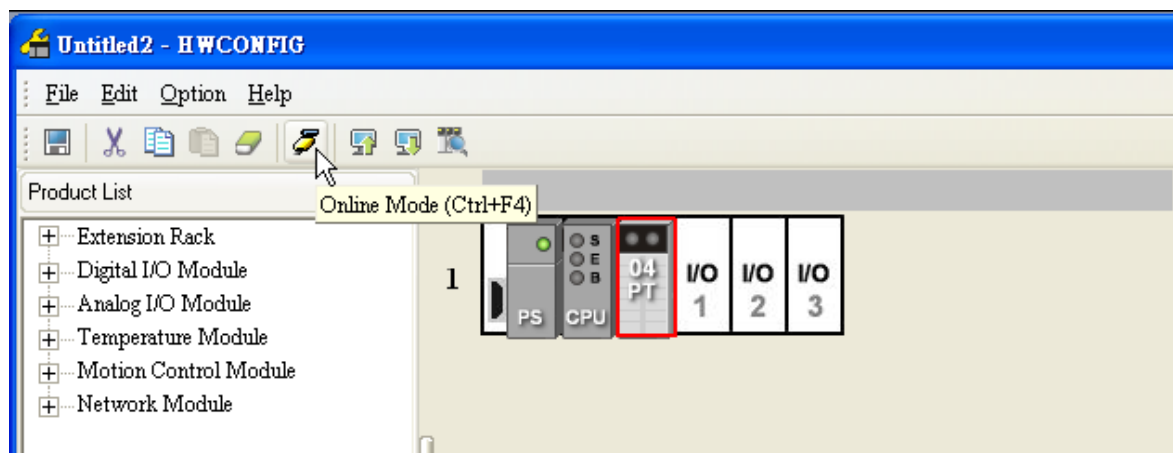 Untitled2 - HWCONFIG
File Edit Option Help
Product List
Online Mode (Ctrl+F4)
Extension Rack
Digital I/O Module
Analog I/O Module
Temperature Module
Motion Control Module
Network Module
1
PS
S
E
B
CPU
04
PT
I/O
1
I/O
2
I/O
3